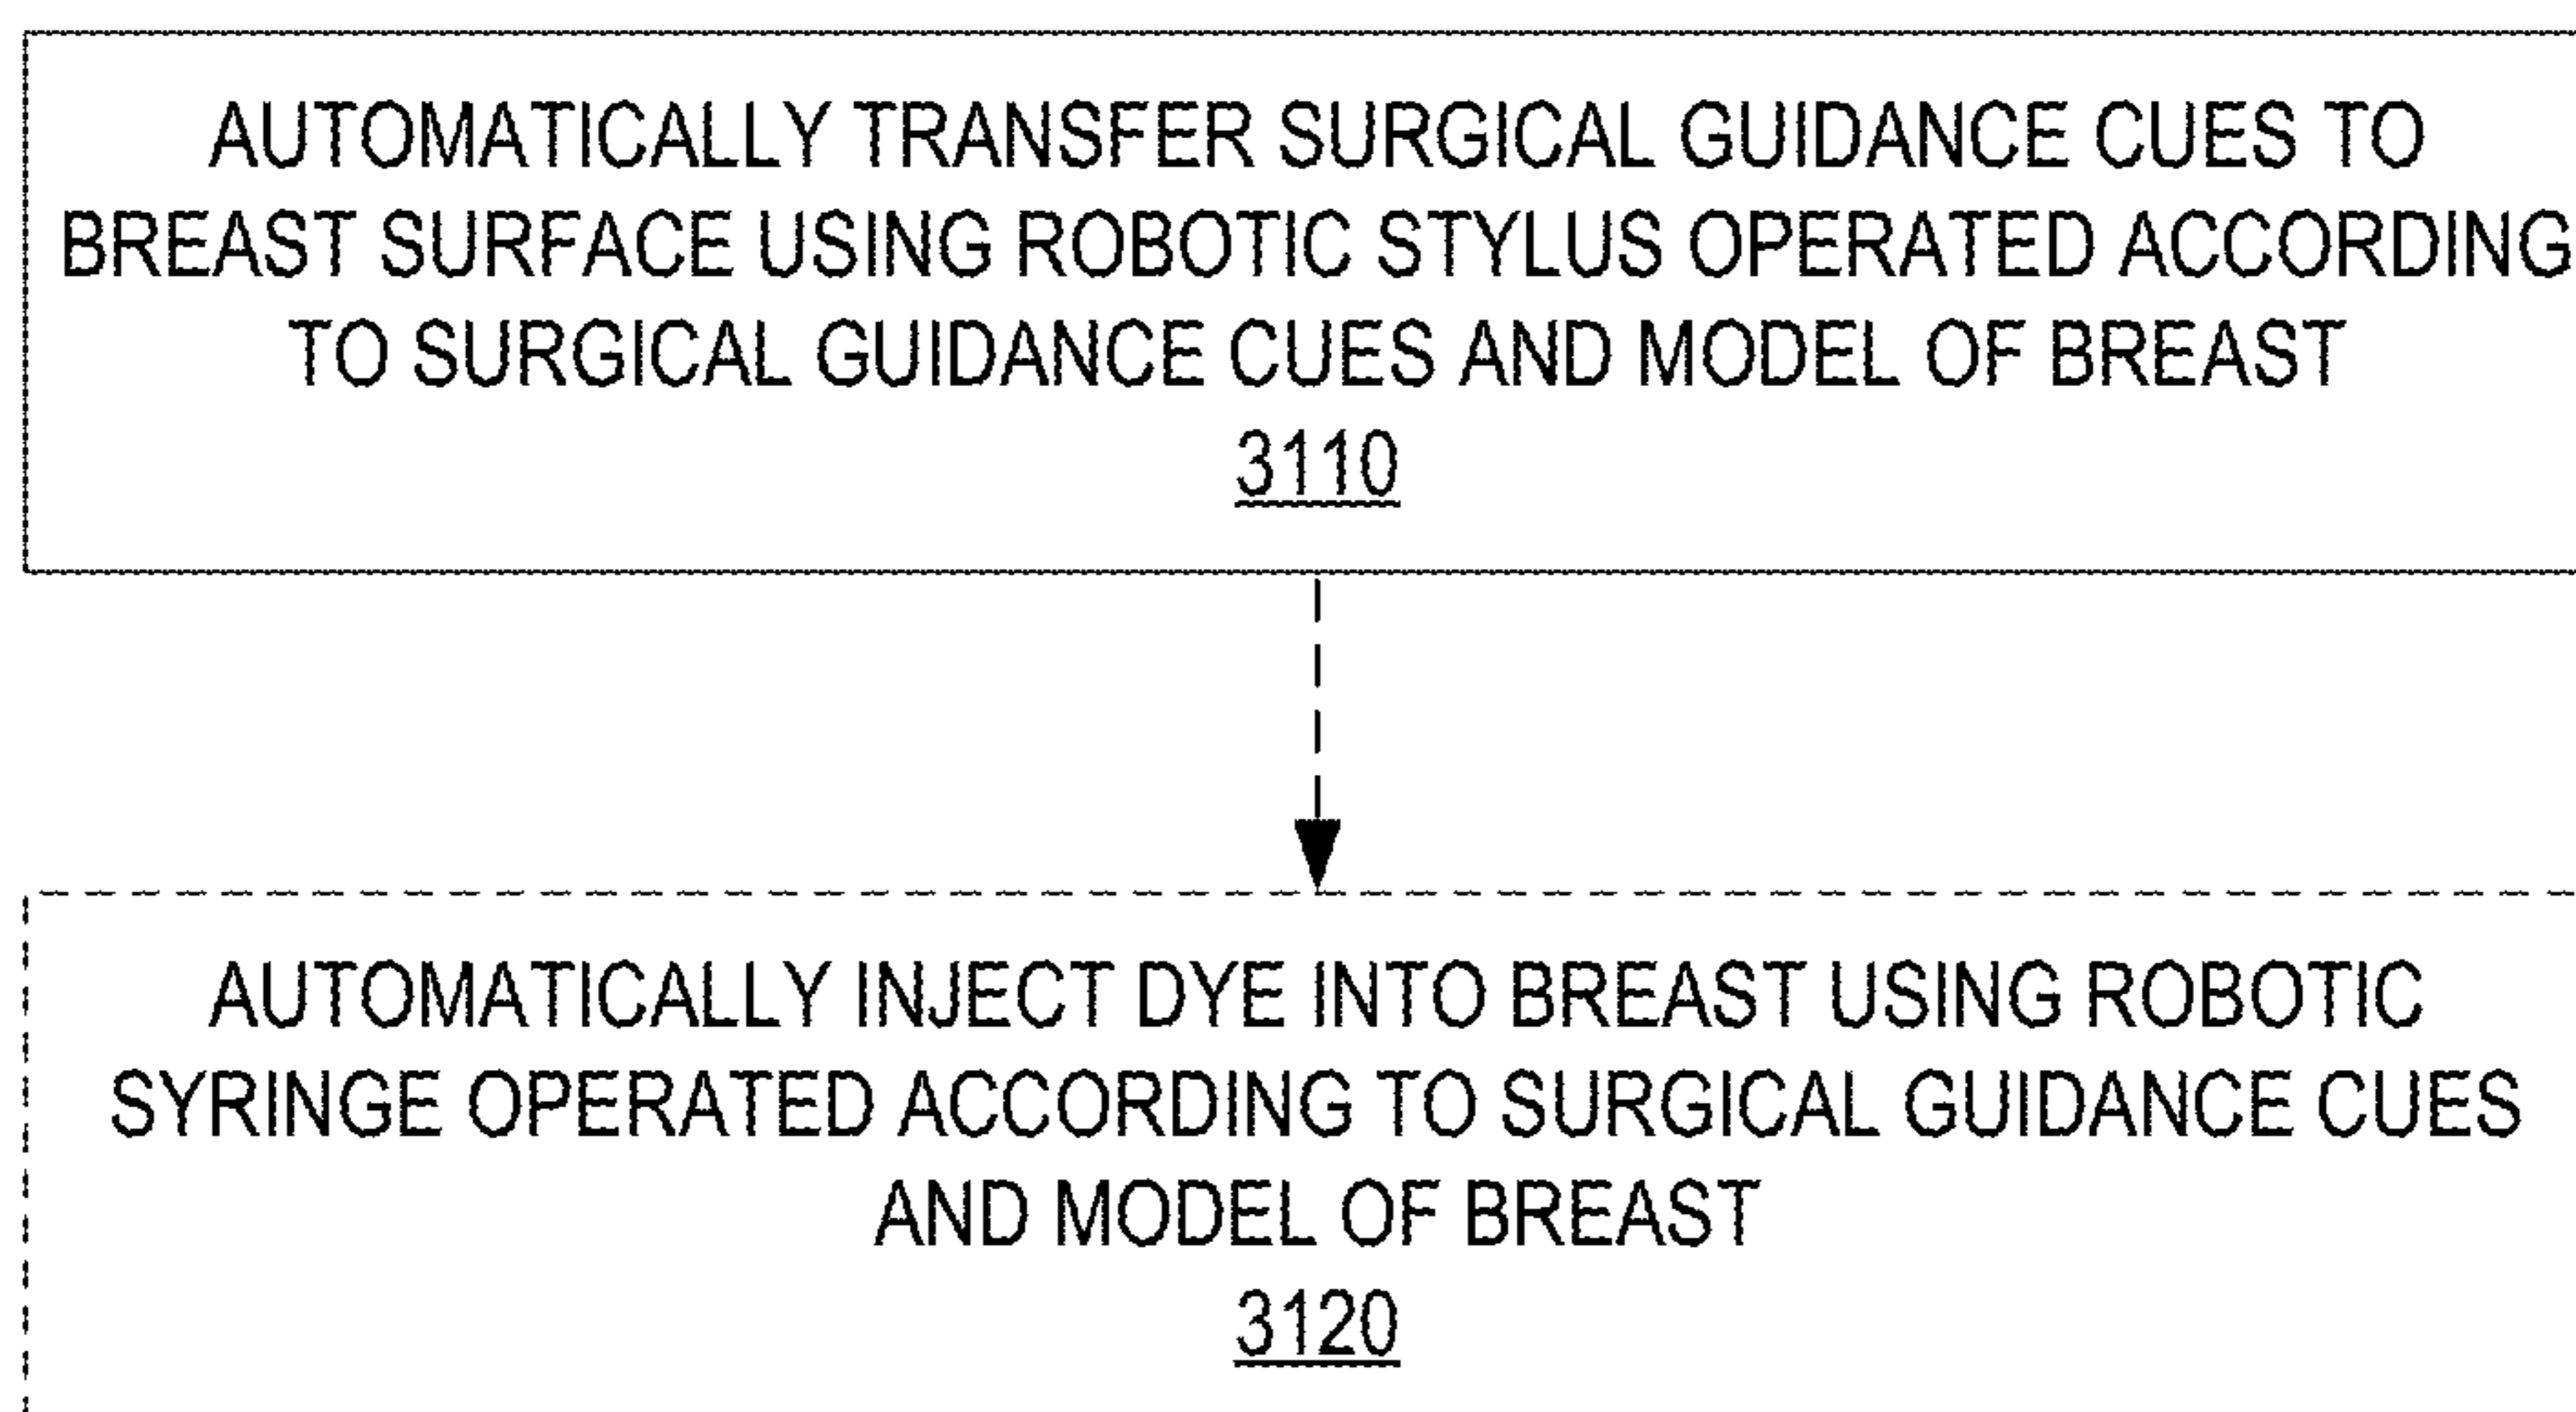 AUTOMATICALLY TRANSFER SURGICAL GUIDANCE CUES TO
BREAST SURFACE USING ROBOTIC STYLUS OPERATED ACCORDING
TO SURGICAL GUIDANCE CUES AND MODEL OF BREAST
3110
AUTOMATICALLY INJECT DYE INTO BREAST USING ROBOTIC
SYRINGE OPERATED ACCORDING TO SURGICAL GUIDANCE CUES
AND MODEL OF BREAST
3120